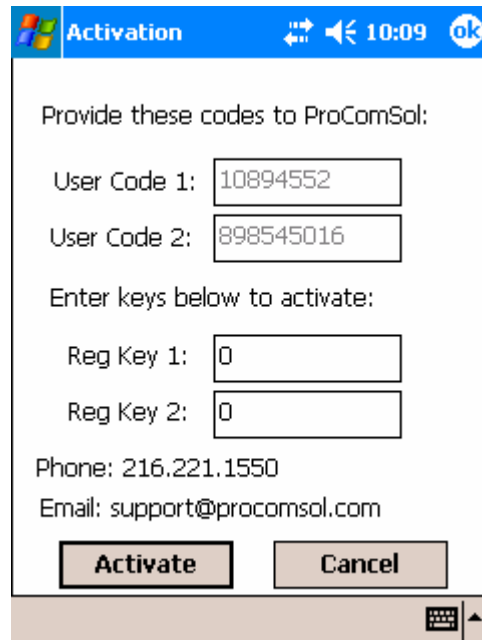 Activation 10:09 ok
Provide these codes to ProComSol:
User Code 1: 10894552
User Code 2: 898545016
Enter keys below to activate:
Reg Key 1: 0
Reg Key 2: 0
Phone: 216.221.1550
Email: support@procomsol.com
Activate Cancel